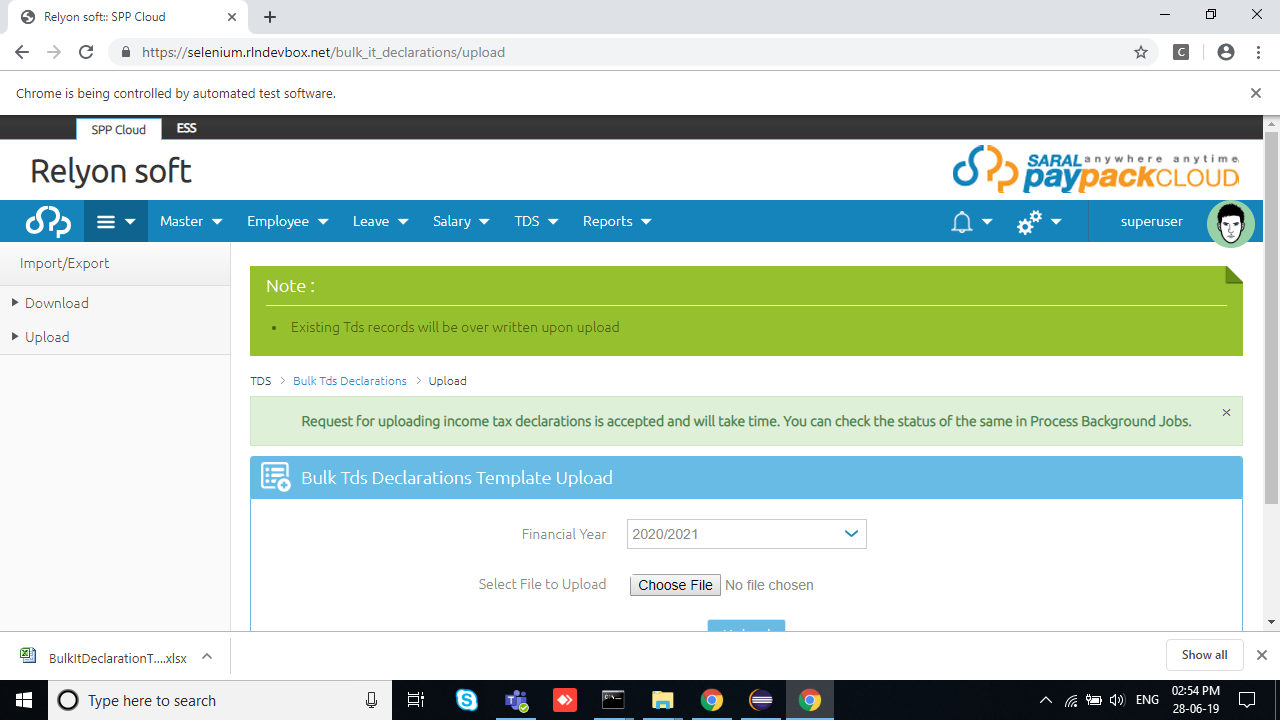 Relyon soft:: SPP Cloud
https://selenium.rlndevbox.net/bulk_it_declarations/upload
C
Chrome is being controlled by automated test software.
SPP Cloud ESS
Relyon soft
SARAL anywhere anytime
paypackCLOUD
Master Employee Leave Salary TDS Reports superuser
Import/Export
Download
Upload
Note :
Existing Tds records will be over written upon upload
TDS > Bulk Tds Declarations > Upload
Request for uploading income tax declarations is accepted and will take time. You can check the status of the same in Process Background Jobs.
Bulk Tds Declarations Template Upload
Financial Year 2020/2021
Select File to Upload Choose File No file chosen
BulkItDeclarationT....xlsx Show all
Type here to search
ENG
02:54 PM
28-06-19